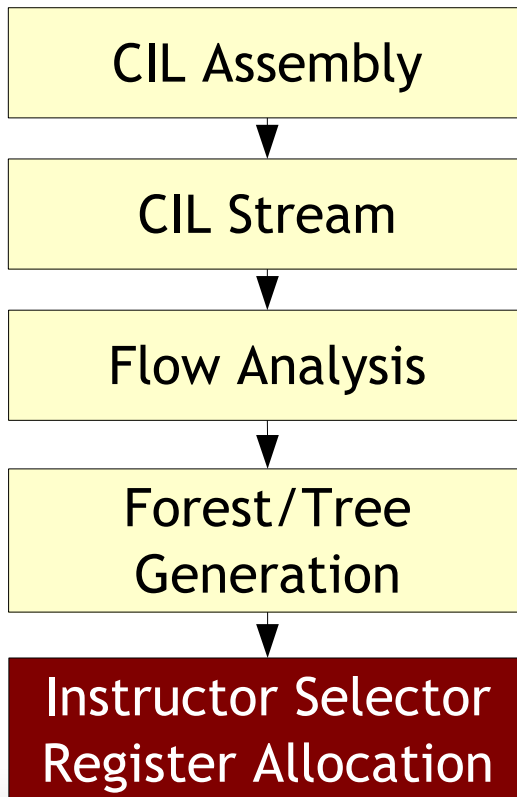 CIL Assembly
CIL Stream
Flow Analysis
Forest/Tree
Generation
Instructor Selector
Register Allocation